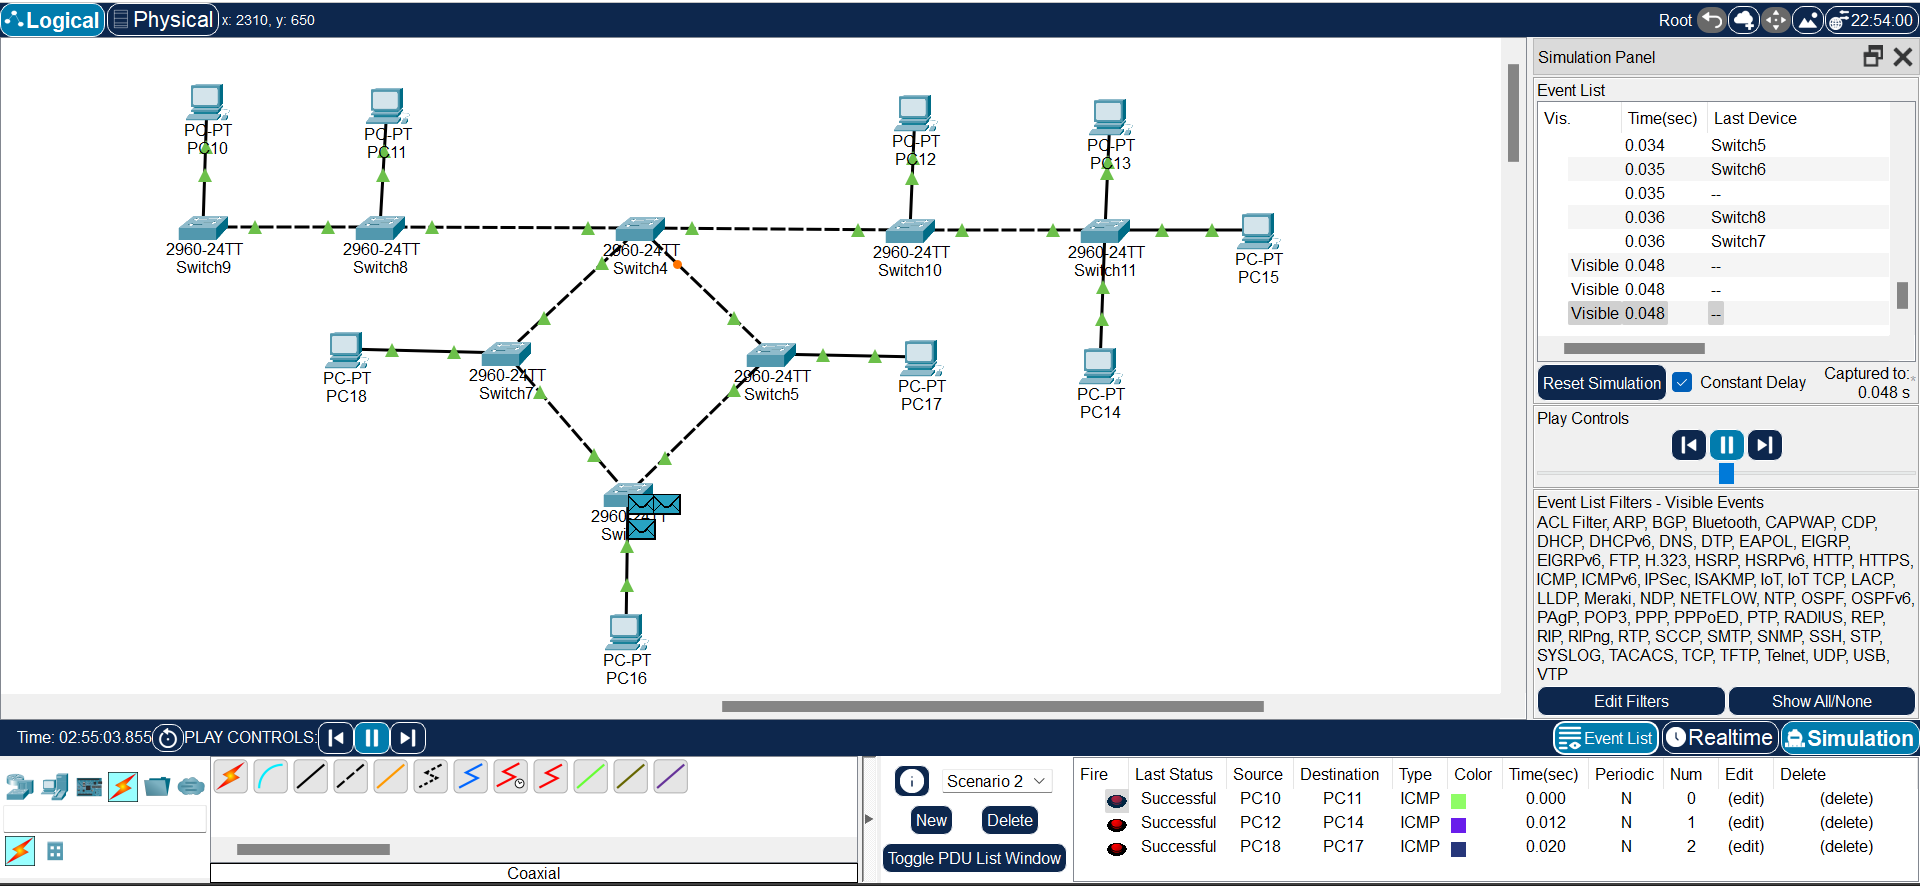 Logical Physical x: 2310, y: 650 Root 22:54:00
Simulation Panel
Event List
Vis. Time(sec) Last Device
0.034 Switch5
0.035 Switch6
0.035 --
0.036 Switch8
0.036 Switch7
Visible 0.048 --
Visible 0.048 --
Visible 0.048 --
Reset Simulation Constant Delay Captured to:
0.048 s
Play Controls
Event List Filters - Visible Events
ACL Filter, ARP, BGP, Bluetooth, CAPWAP, CDP,
DHCP, DHCPv6, DNS, DTP, EAPOL, EIGRP,
EIGRPv6, FTP, H.323, HSRP, HSRPv6, HTTP, HTTPS,
ICMP, ICMPv6, IPSec, ISAKMP, IoT, IoT TCP, LACP,
LLDP, Meraki, NDP, NETFLOW, NTP, OSPF, OSPFv6,
PAgP, POP3, PPP, PPPoED, PTP, RADIUS, REP,
RIP, RIPng, RTP, SCCP, SMTP, SNMP, SSH, STP,
SYSLOG, TACACS, TCP, TFTP, Telnet, UDP, USB,
VTP
Edit Filters Show All/None
PC-PT
PC10
PC-PT
PC11
PC-PT
PC12
PC-PT
PC13
2960-24TT
Switch9
2960-24TT
Switch8
2960-24TT
Switch4
2960-24TT
Switch10
2960-24TT
Switch11
PC-PT
PC15
PC-PT
PC18
2960-24TT
Switch7
2960-24TT
Switch5
PC-PT
PC17
PC-PT
PC14
PC-PT
PC16
Time: 02:55:03.855 PLAY CONTROLS: Event List Realtime Simulation
Coaxial
Scenario 2
New Delete
Toggle PDU List Window
Fire Last Status Source Destination Type Color Time(sec) Periodic Num Edit Delete
Successful PC10 PC11 ICMP 0.000 N 0 (edit) (delete)
Successful PC12 PC14 ICMP 0.012 N 1 (edit) (delete)
Successful PC18 PC17 ICMP 0.020 N 2 (edit) (delete)